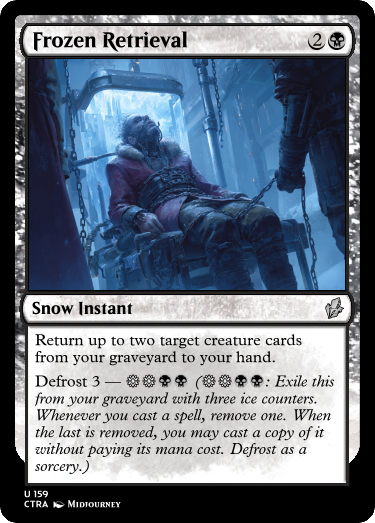 Frozen Retrieval 2
Snow Instant
Return up to two target creature cards
from your graveyard to your hand.
Defrost 3 — (: Exile this
from your graveyard with three ice counters.
Whenever you cast a spell, remove one. When
the last is removed, you may cast a copy of it
without paying its mana cost. Defrost as a
sorcery.)
U 159
CTRA Midjourney